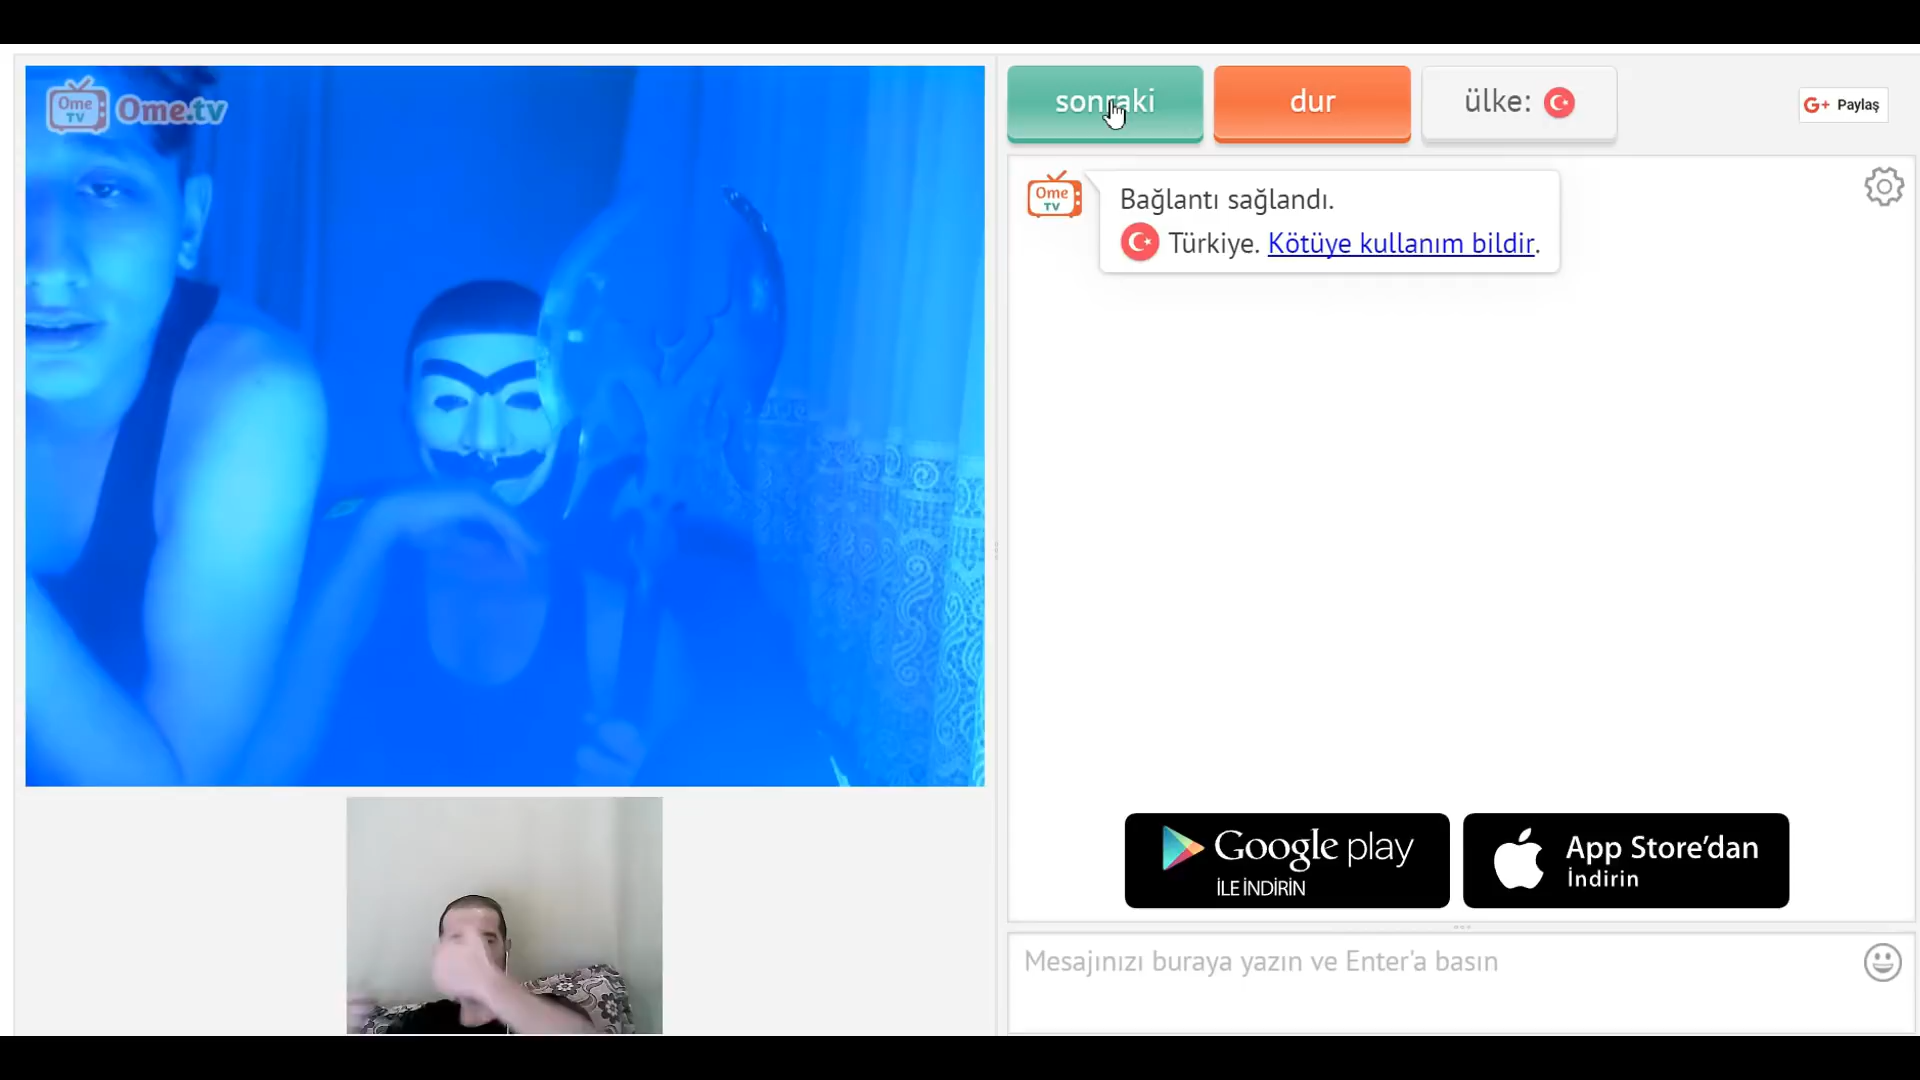 Ome TV Ome.tv
sonraki
dur
ülke:
G+ Paylaş
Ome TV
Bağlantı sağlandı.
Türkiye. Kötüye kullanım bildir.
Google play
İLE İNDİRİN
App Store’dan
İndirin
Mesajınızı buraya yazın ve Enter'a basın